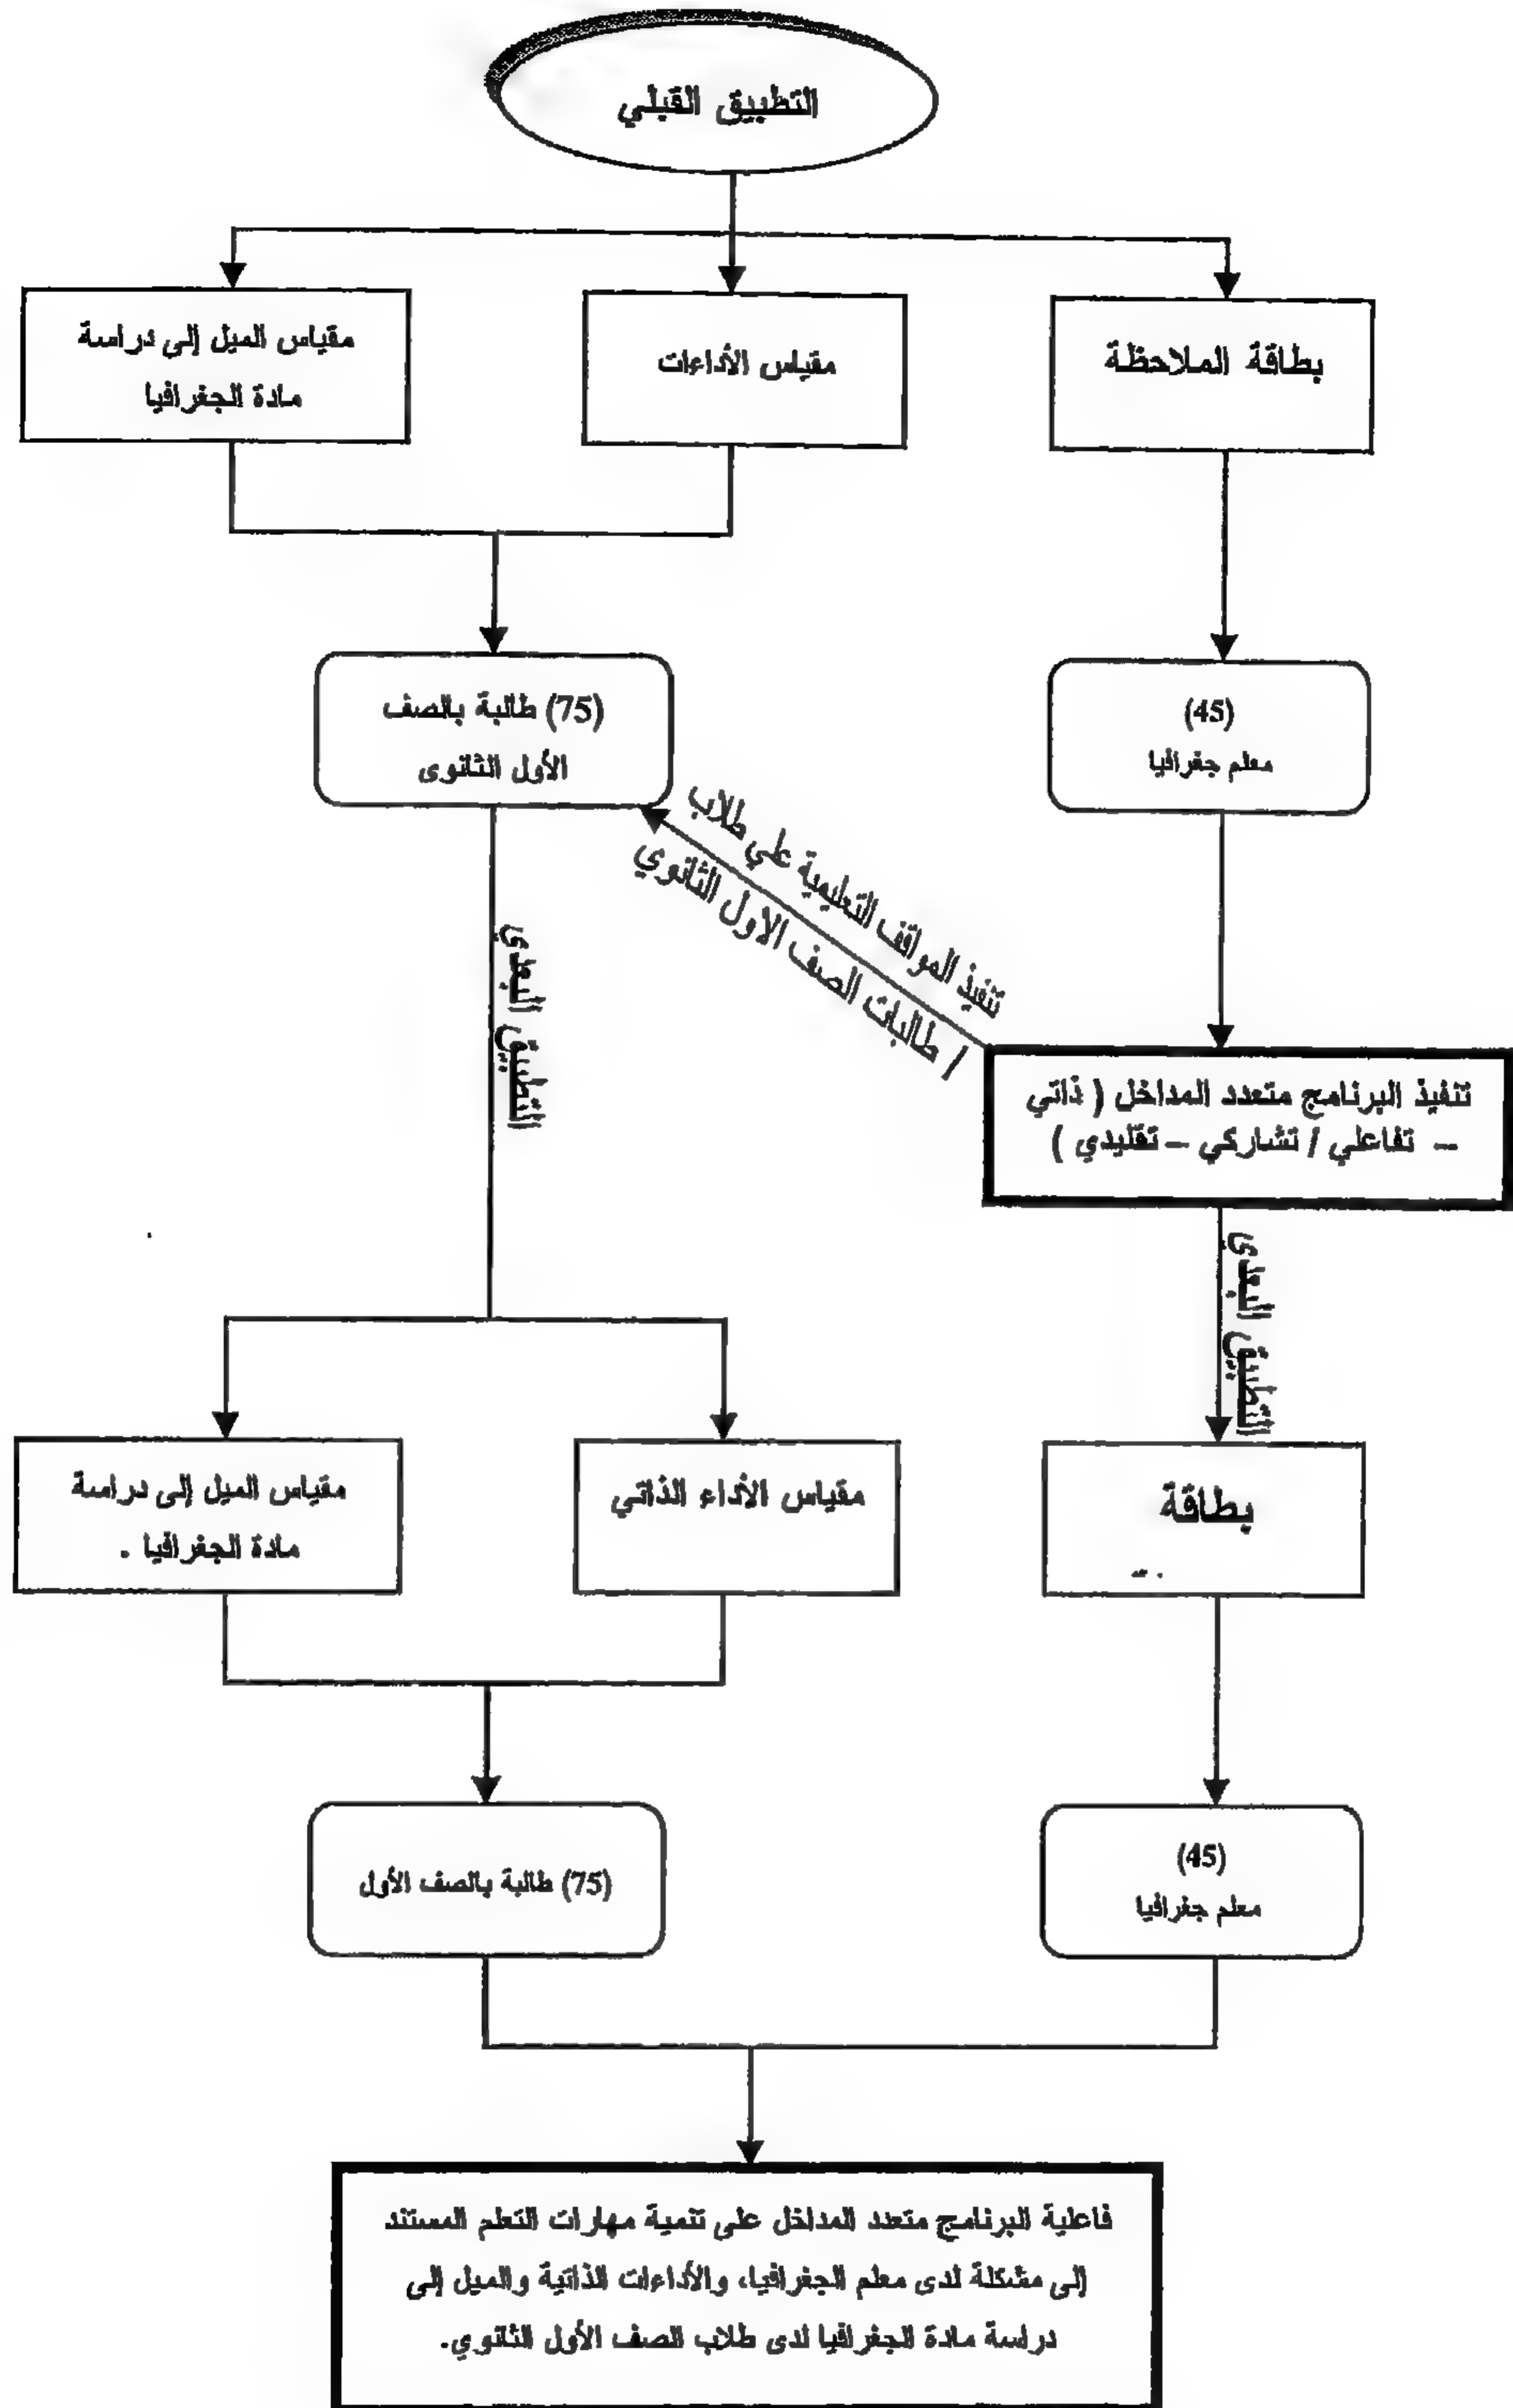 التطبيق القبلي
بطاقة الملاحظة
مقياس الأداءات
مقياس الميل إلى دراسة
مادة الجغرافيا
(45)
معلم جغرافيا
(75) طالبة بالصف
الأول الثانوى
تنفيذ المواقف التعليمية علي طلاب
/ طالبات الصف الاول الثانوي
تنفيذ البرنامج متعدد المداخل ( ذاتي
– تفاعلي / تشاركي – تقليدي )
التطبيق البعدي
التطبيق البعدي
بطاقة
مقياس الأداء الذاتي
مقياس الميل إلى دراسة
مادة الجغرافيا .
(45)
معلم جغرافيا
(75) طالبة بالصف الأول
فاعلية البرنامج متعدد المداخل على تنمية مهارات التعلم المستند
إلى مشكلة لدى معلم الجغرافيا، والأداءات الذاتية والميل إلى
دراسة مادة الجغرافيا لدى طلاب الصف الأول الثانوي.